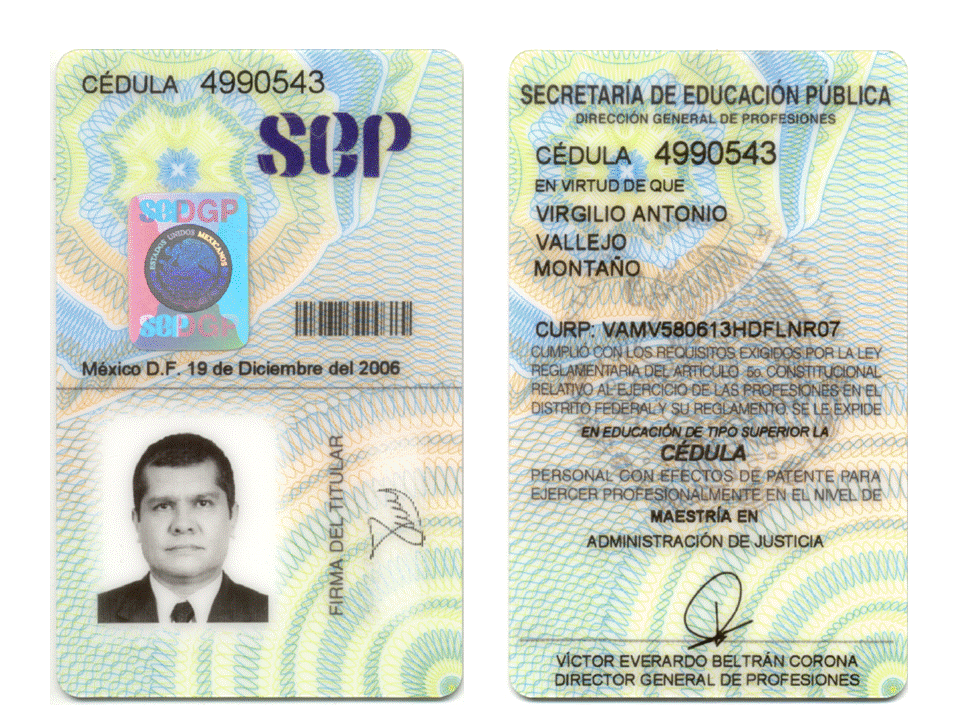 CÉDULA 4990543
sep
sepDGP
ESTADOS UNIDOS MEXICANOS
sepDGP
México D.F. 19 de Diciembre del 2006
FIRMA DEL TITULAR
SECRETARÍA DE EDUCACIÓN PÚBLICA
DIRECCIÓN GENERAL DE PROFESIONES
CÉDULA 4990543
EN VIRTUD DE QUE
VIRGILIO ANTONIO
VALLEJO
MONTAÑO
CURP: VAMV580613HDFLNR07
CUMPLIÓ CON LOS REQUISITOS EXIGIDOS POR LA LEY
REGLAMENTARIA DEL ARTÍCULO 5o. CONSTITUCIONAL
RELATIVO AL EJERCICIO DE LAS PROFESIONES EN EL
DISTRITO FEDERAL Y SU REGLAMENTO, SE LE EXPIDE
EN EDUCACIÓN DE TIPO SUPERIOR LA
CÉDULA
PERSONAL CON EFECTOS DE PATENTE PARA
EJERCER PROFESIONALMENTE EN EL NIVEL DE
MAESTRÍA EN
ADMINISTRACIÓN DE JUSTICIA
VÍCTOR EVERARDO BELTRÁN CORONA
DIRECTOR GENERAL DE PROFESIONES